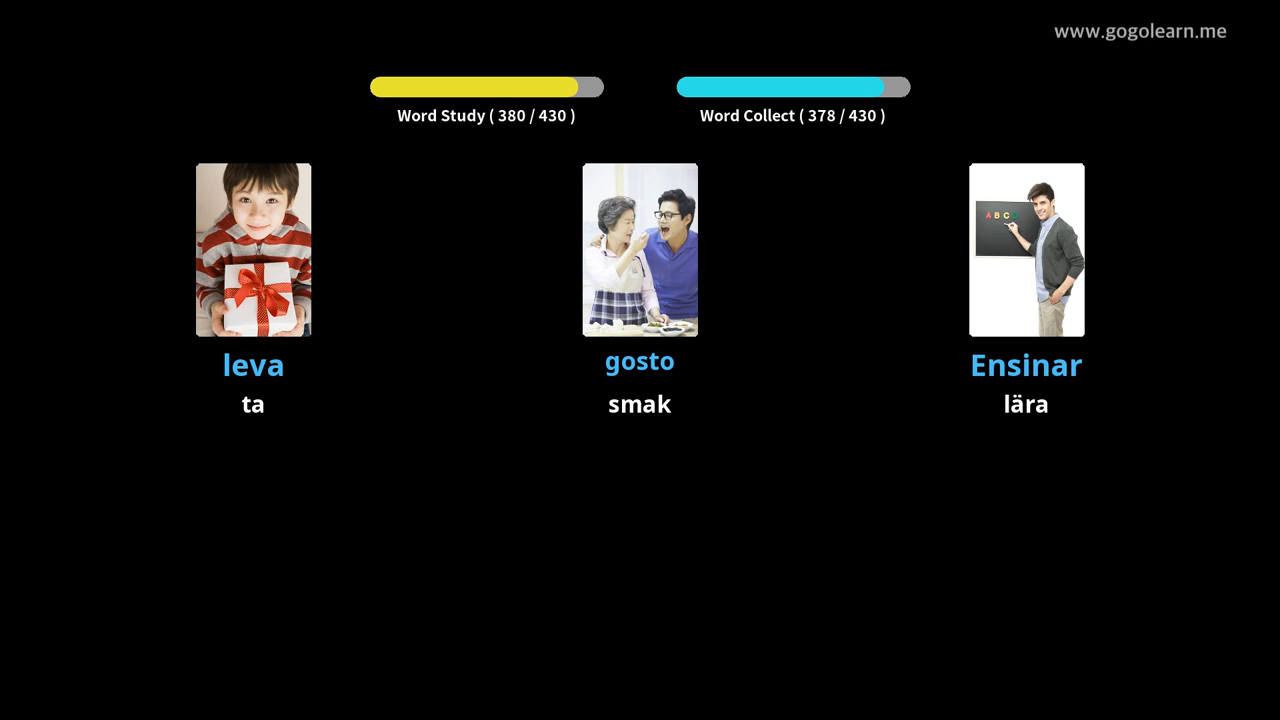 www.gogolearn.me
Word Study ( 380 / 430 )
Word Collect ( 378 / 430 )
A B C D
leva
gosto
Ensinar
ta
smak
lära